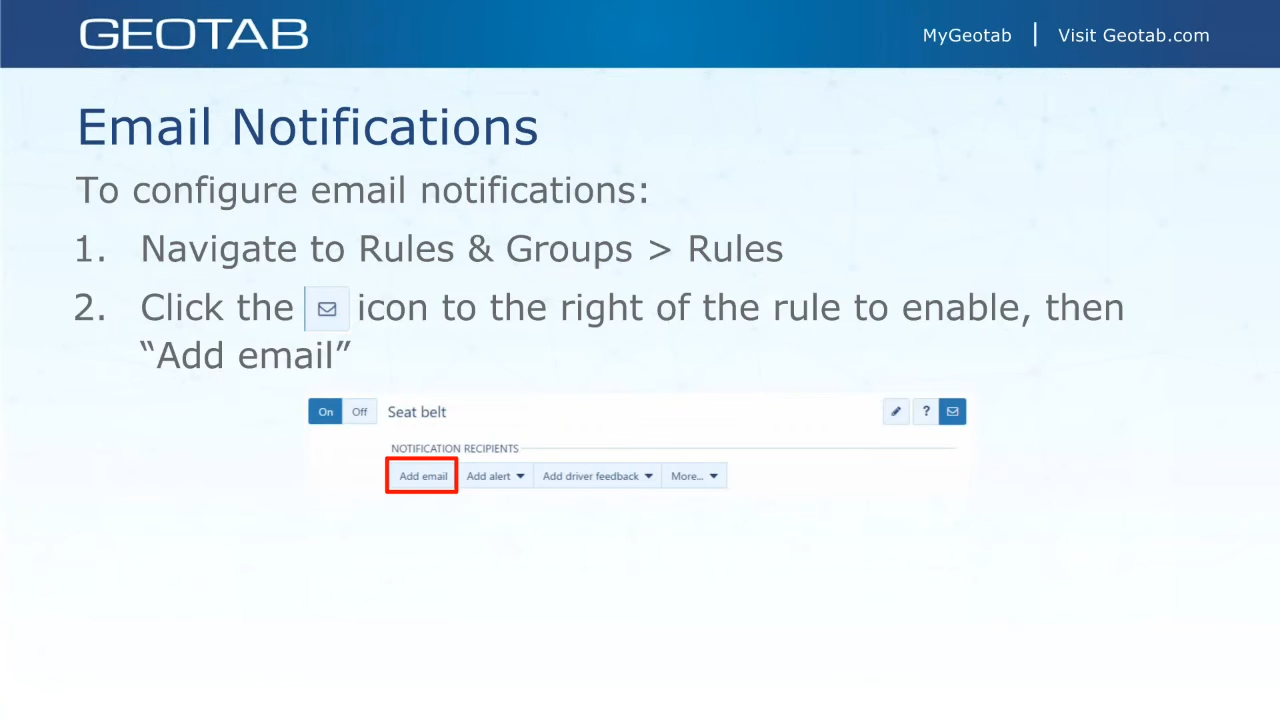 GEOTAB
MyGeotab | Visit Geotab.com
Email Notifications
To configure email notifications:
1. Navigate to Rules & Groups > Rules
2. Click the icon to the right of the rule to enable, then
“Add email”
On Off Seat belt ?
NOTIFICATION RECIPIENTS
Add email Add alert Add driver feedback More...